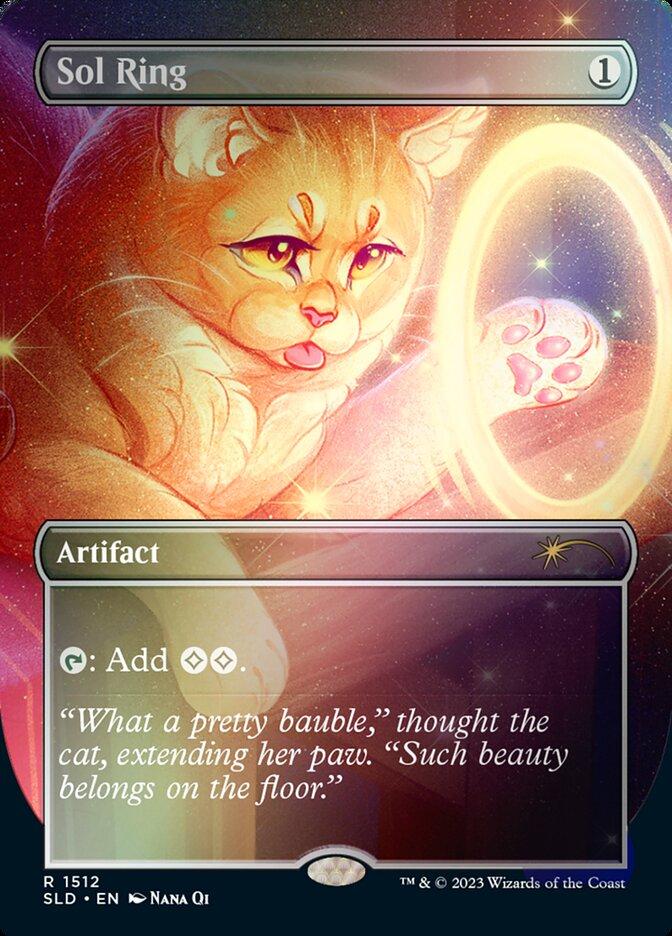 Sol Ring 1
Artifact
: Add .
“What a pretty bauble,” thought the
cat, extending her paw. “Such beauty
belongs on the floor.”
R 1512
SLD • EN Nana Qi
™ & © 2023 Wizards of the Coast